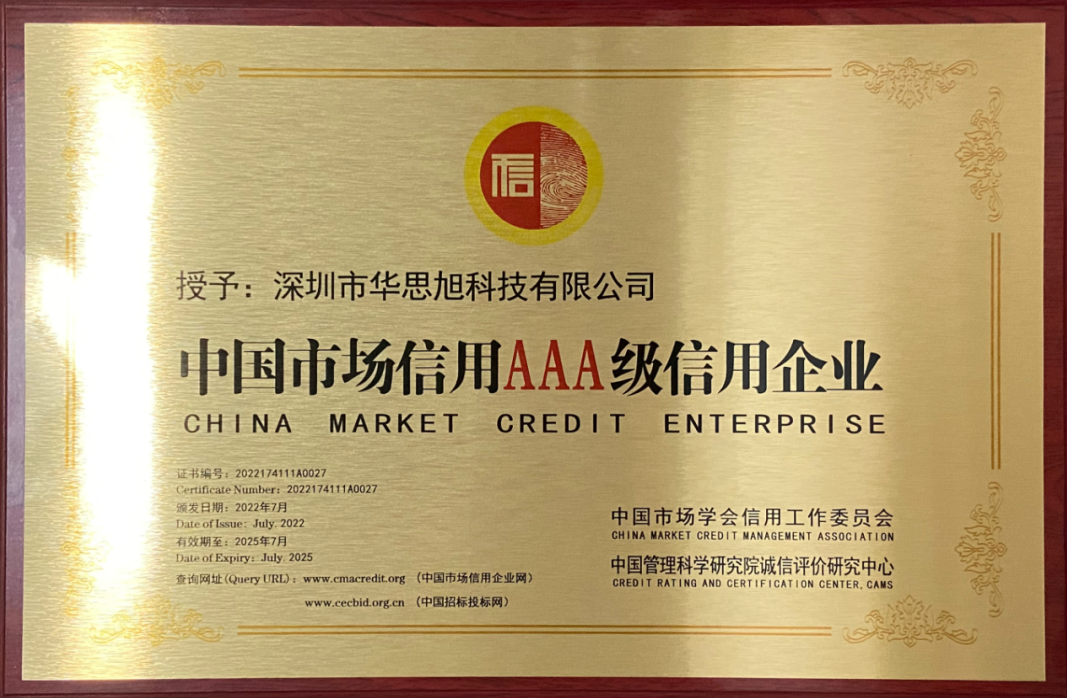 信
授予：深圳市华思旭科技有限公司
中国市场信用AAA级信用企业
CHINA MARKET CREDIT ENTERPRISE
证书编号：2022174111A0027
Certificate Number：2022174111A0027
颁发日期：2022年7月
Date of Issue：July. 2022
有效期至：2025年7月
Date of Expiry：July. 2025
查询网址(Query URL)：www.cmacredit.org （中国市场信用企业网）
www.cecbid.org.cn （中国招标投标网）
中国市场学会信用工作委员会
CHINA MARKET CREDIT MANAGEMENT ASSOCIATION
中国管理科学研究院诚信评价研究中心
CREDIT RATING AND CERTIFICATION CENTER, CAMS